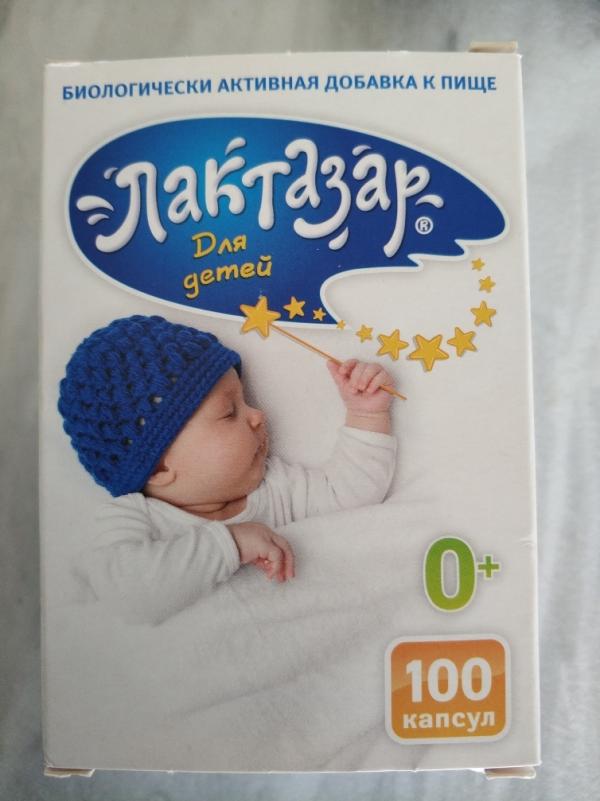 БИОЛОГИЧЕСКИ АКТИВНАЯ ДОБАВКА К ПИЩЕ
Лактазар®
Для
детей
0+
100
капсул